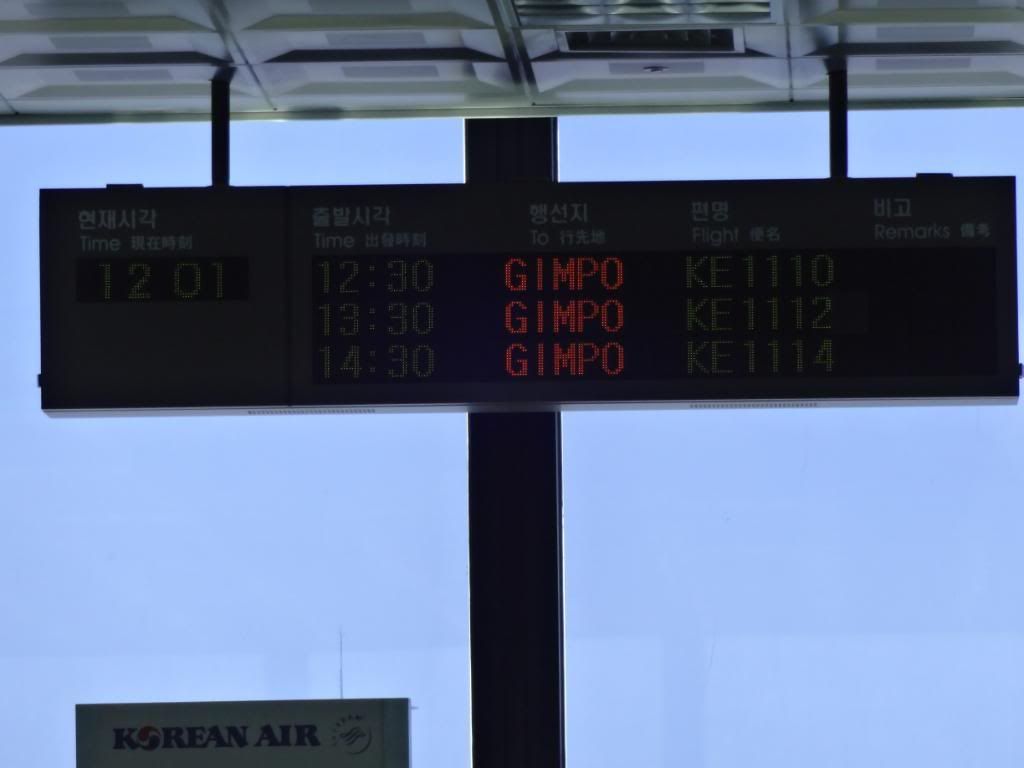 현재시각 출발시각 행선지 편명 비고
Time 現在時刻 Time 出發時刻 To 行先地 Flight 便名 Remarks 備考
12 01 12:30 GIMPO KE1110
13:30 GIMPO KE1112
14:30 GIMPO KE1114
KOREAN AIR